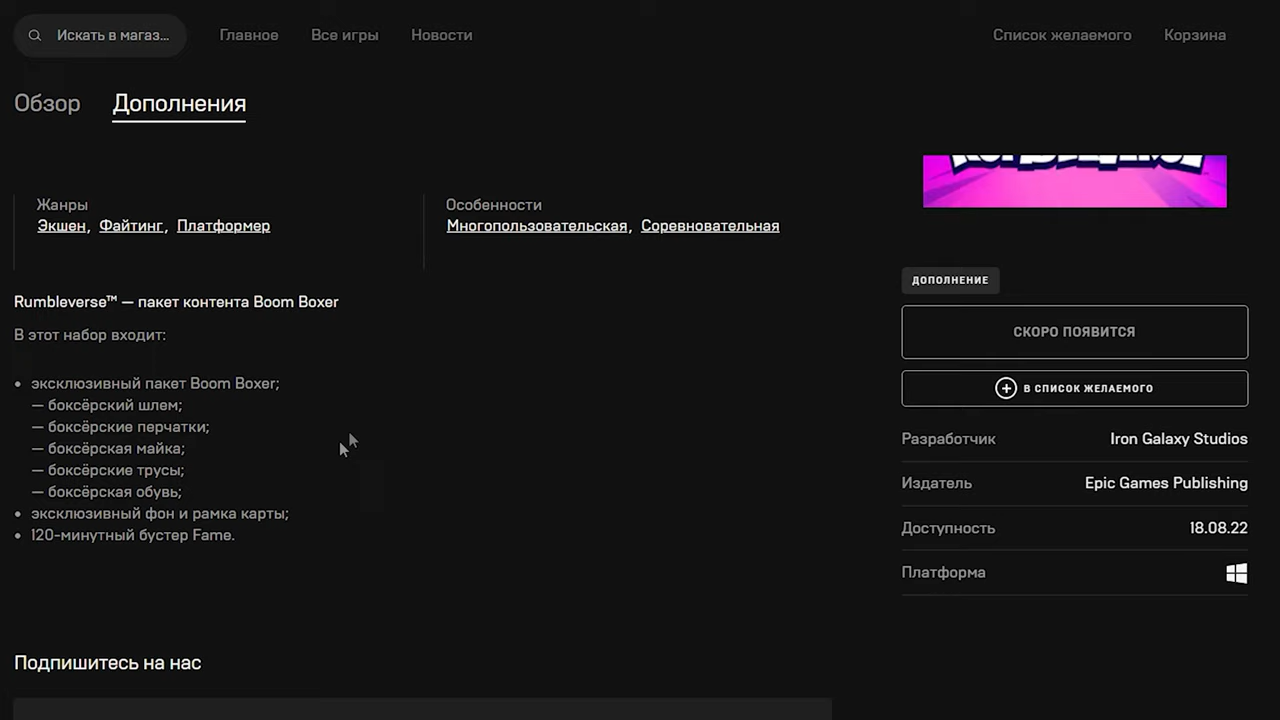 Искать в магаз...
Главное
Все игры
Новости
Список желаемого
Корзина
Обзор
Дополнения
Жанры
Экшен, Файтинг, Платформер
Особенности
Многопользовательская, Соревновательная
Rumbleverse™ — пакет контента Boom Boxer
В этот набор входит:
• эксклюзивный пакет Boom Boxer;
— боксёрский шлем;
— боксёрские перчатки;
— боксёрская майка;
— боксёрские трусы;
— боксёрская обувь;
• эксклюзивный фон и рамка карты;
• 120-минутный бустер Fame.
ДОПОЛНЕНИЕ
СКОРО ПОЯВИТСЯ
В СПИСОК ЖЕЛАЕМОГО
Разработчик Iron Galaxy Studios
Издатель Epic Games Publishing
Доступность 18.08.22
Платформа
Подпишитесь на нас